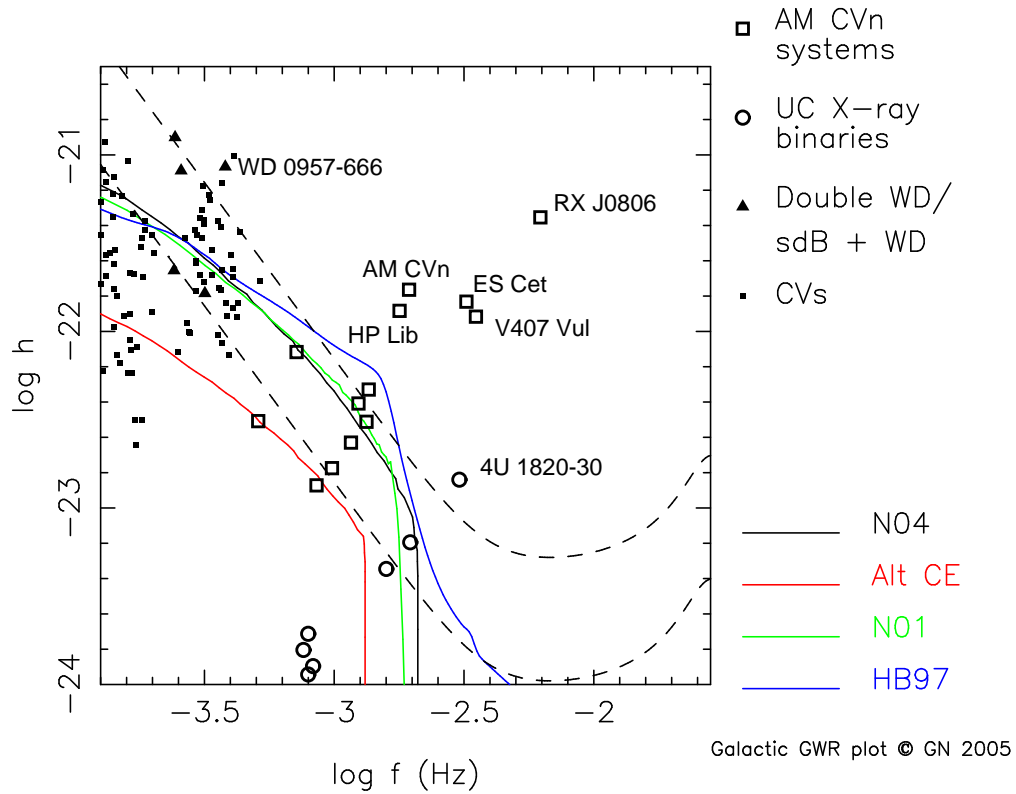 AM CVn
systems
UC X-ray
binaries
Double WD/
sdB + WD
CVs
-21
-22
-23
-24
log h
WD 0957-666
RX J0806
AM CVn
ES Cet
HP Lib
V407 Vul
4U 1820-30
-3.5
-3
-2.5
-2
log f (Hz)
N04
Alt CE
N01
HB97
Galactic GWR plot © GN 2005